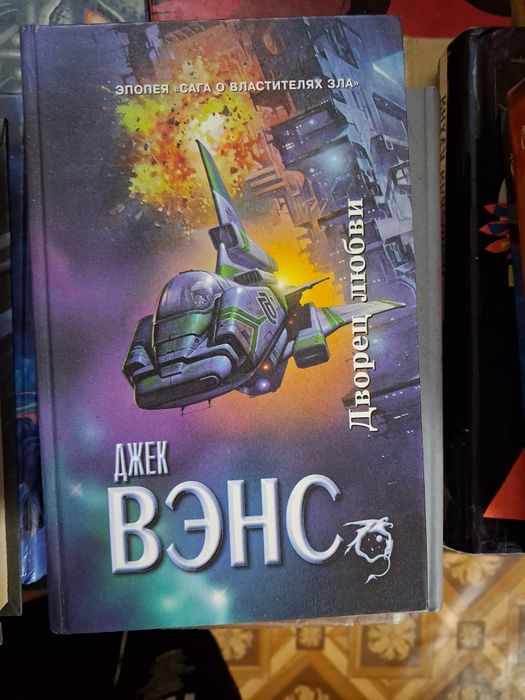 ЭПОПЕЯ «САГА О ВЛАСТИТЕЛЯХ ЗЛА»
Дворец любви
ДЖЕК
ВЭНС